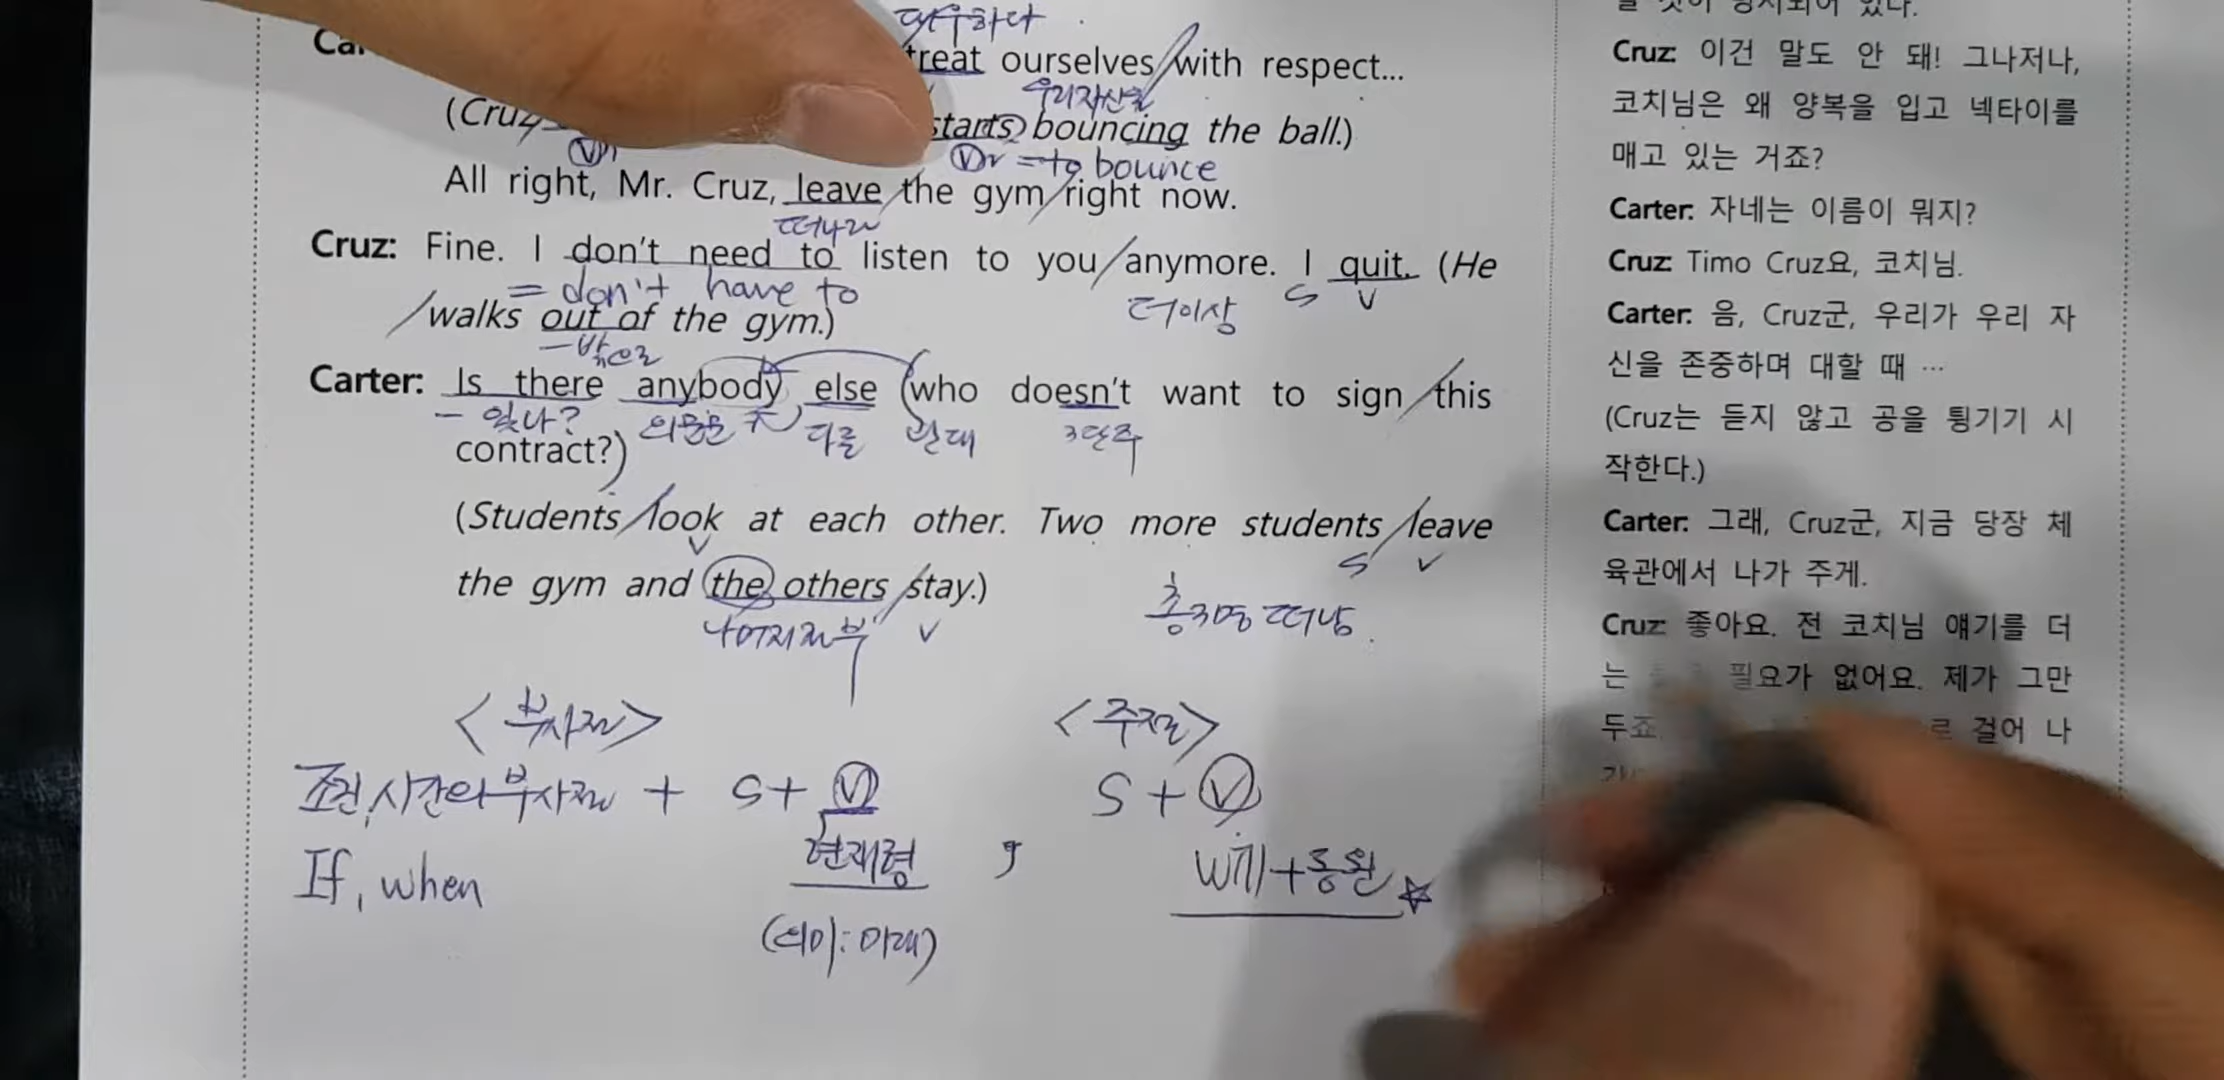 treat ourselves with respect...
우리자신을
starts bouncing the ball.)
V or = to bounce
All right, Mr. Cruz, leave the gym right now.
떠나라
Cruz: Fine. I don't need to listen to you anymore. I quit. (He
= don't have to
더이상
S V
walks out of the gym.)
밖으로
Carter: Is there anybody else (who doesn't want to sign this
있나?
의문문
다른
관대
3단주
contract?)
(Students look at each other. Two more students leave
V
S V
the gym and the others stay.)
나머지전부
V
총3명 떠남.
<부사절>
<주절>
조건, 시간의 부사절 + S + V
S + V
If, when
현재형
,
will + 동원 ☆
(의미: 미래)
Cruz: 이건 말도 안 돼! 그나저나,
코치님은 왜 양복을 입고 넥타이를
매고 있는 거죠?
Carter: 자네는 이름이 뭐지?
Cruz: Timo Cruz요, 코치님.
Carter: 음, Cruz군, 우리가 우리 자
신을 존중하며 대할 때 …
(Cruz는 듣지 않고 공을 튕기기 시
작한다.)
Carter: 그래, Cruz군, 지금 당장 체
육관에서 나가 주게.
Cruz: 좋아요. 전 코치님 얘기를 더
는 필요가 없어요. 제가 그만
두죠.
걸어 나